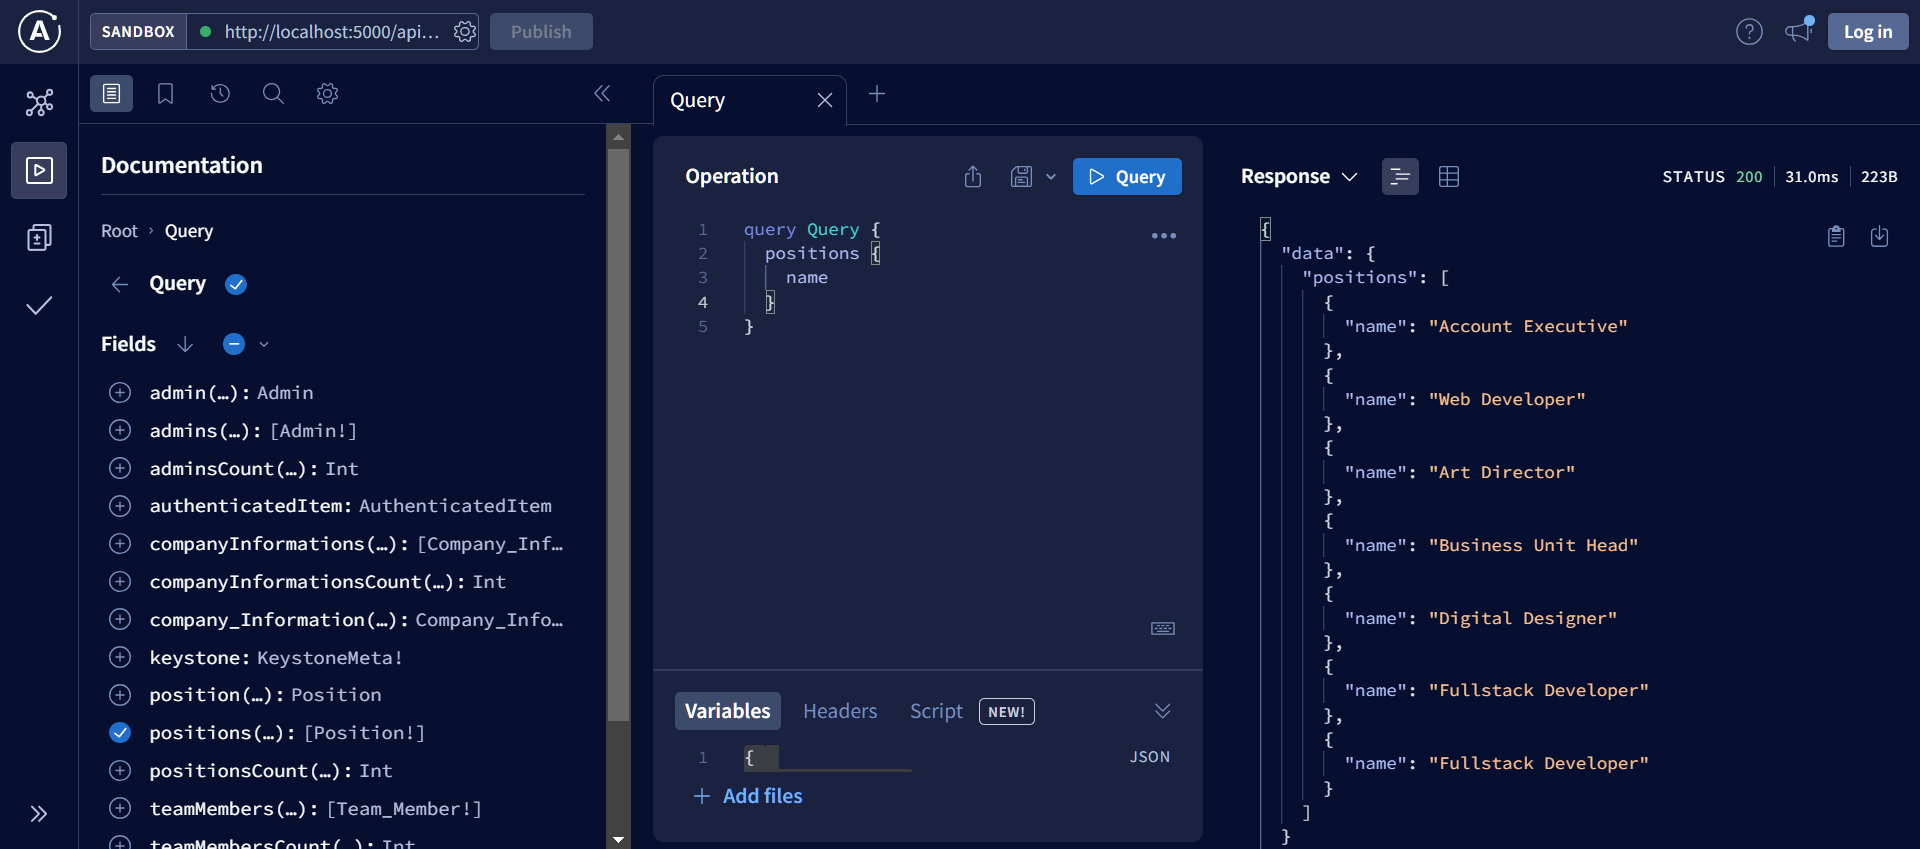 SANDBOX
http://localhost:5000/api...
Publish
Log in
Documentation
Root › Query
Query
Fields
admin(…): Admin
admins(…): [Admin!]
adminsCount(…): Int
authenticatedItem: AuthenticatedItem
companyInformations(…): [Company_Inf…
companyInformationsCount(…): Int
company_Information(…): Company_Info…
keystone: KeystoneMeta!
position(…): Position
positions(…): [Position!]
positionsCount(…): Int
teamMembers(…): [Team_Member!]
teamMembersCount(…): Int
Query
Operation
Query
1 query Query {
2 positions {
3 name
4 }
5 }
Variables Headers Script NEW!
1 {
JSON
Add files
Response
STATUS 200 31.0ms 223B
{
"data": {
"positions": [
{
"name": "Account Executive"
},
{
"name": "Web Developer"
},
{
"name": "Art Director"
},
{
"name": "Business Unit Head"
},
{
"name": "Digital Designer"
},
{
"name": "Fullstack Developer"
},
{
"name": "Fullstack Developer"
}
]
}